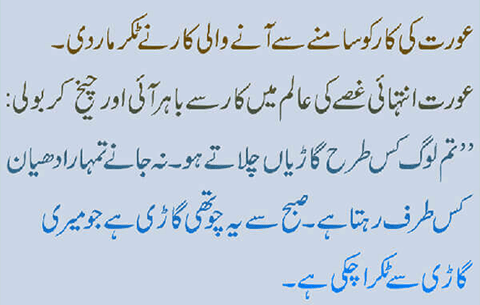 عورت کی کار کو سامنے سے آنے والی کار نے ٹکر مار دی۔
عورت انتہائی غصے کی عالم میں کار سے باہر آئی اور چیخ کر بولی:
”تم لوگ کس طرح گاڑیاں چلاتے ہو۔ نہ جانے تمہارا دھیان
کس طرف رہتا ہے۔ صبح سے یہ چوتھی گاڑی ہے جو میری
گاڑی سے ٹکرا چکی ہے۔